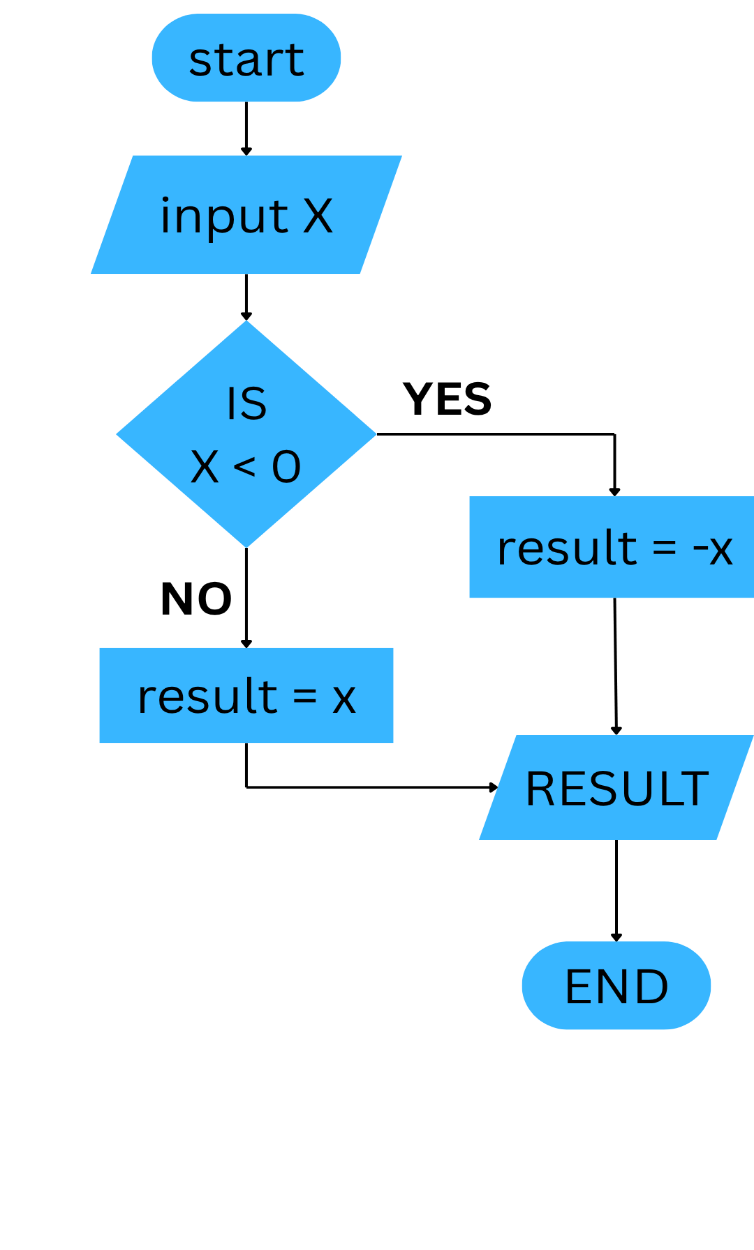 start
input X
IS
X < 0
YES
result = -x
NO
result = x
RESULT
END